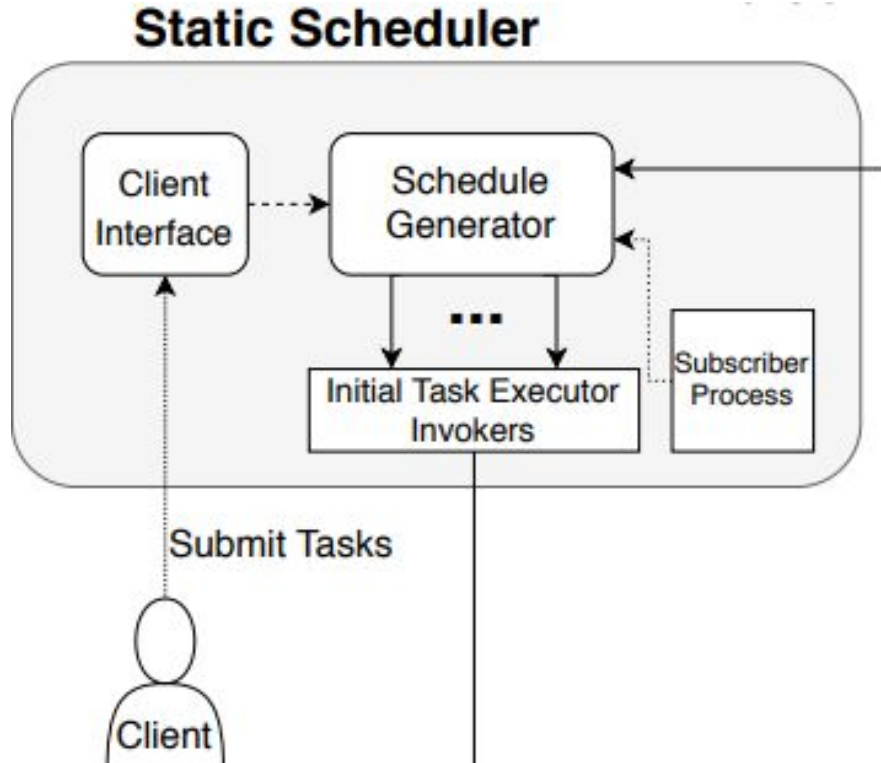 Static Scheduler
Client
Interface
Schedule
Generator
...
Subscriber
Process
Initial Task Executor
Invokers
Submit Tasks
Client